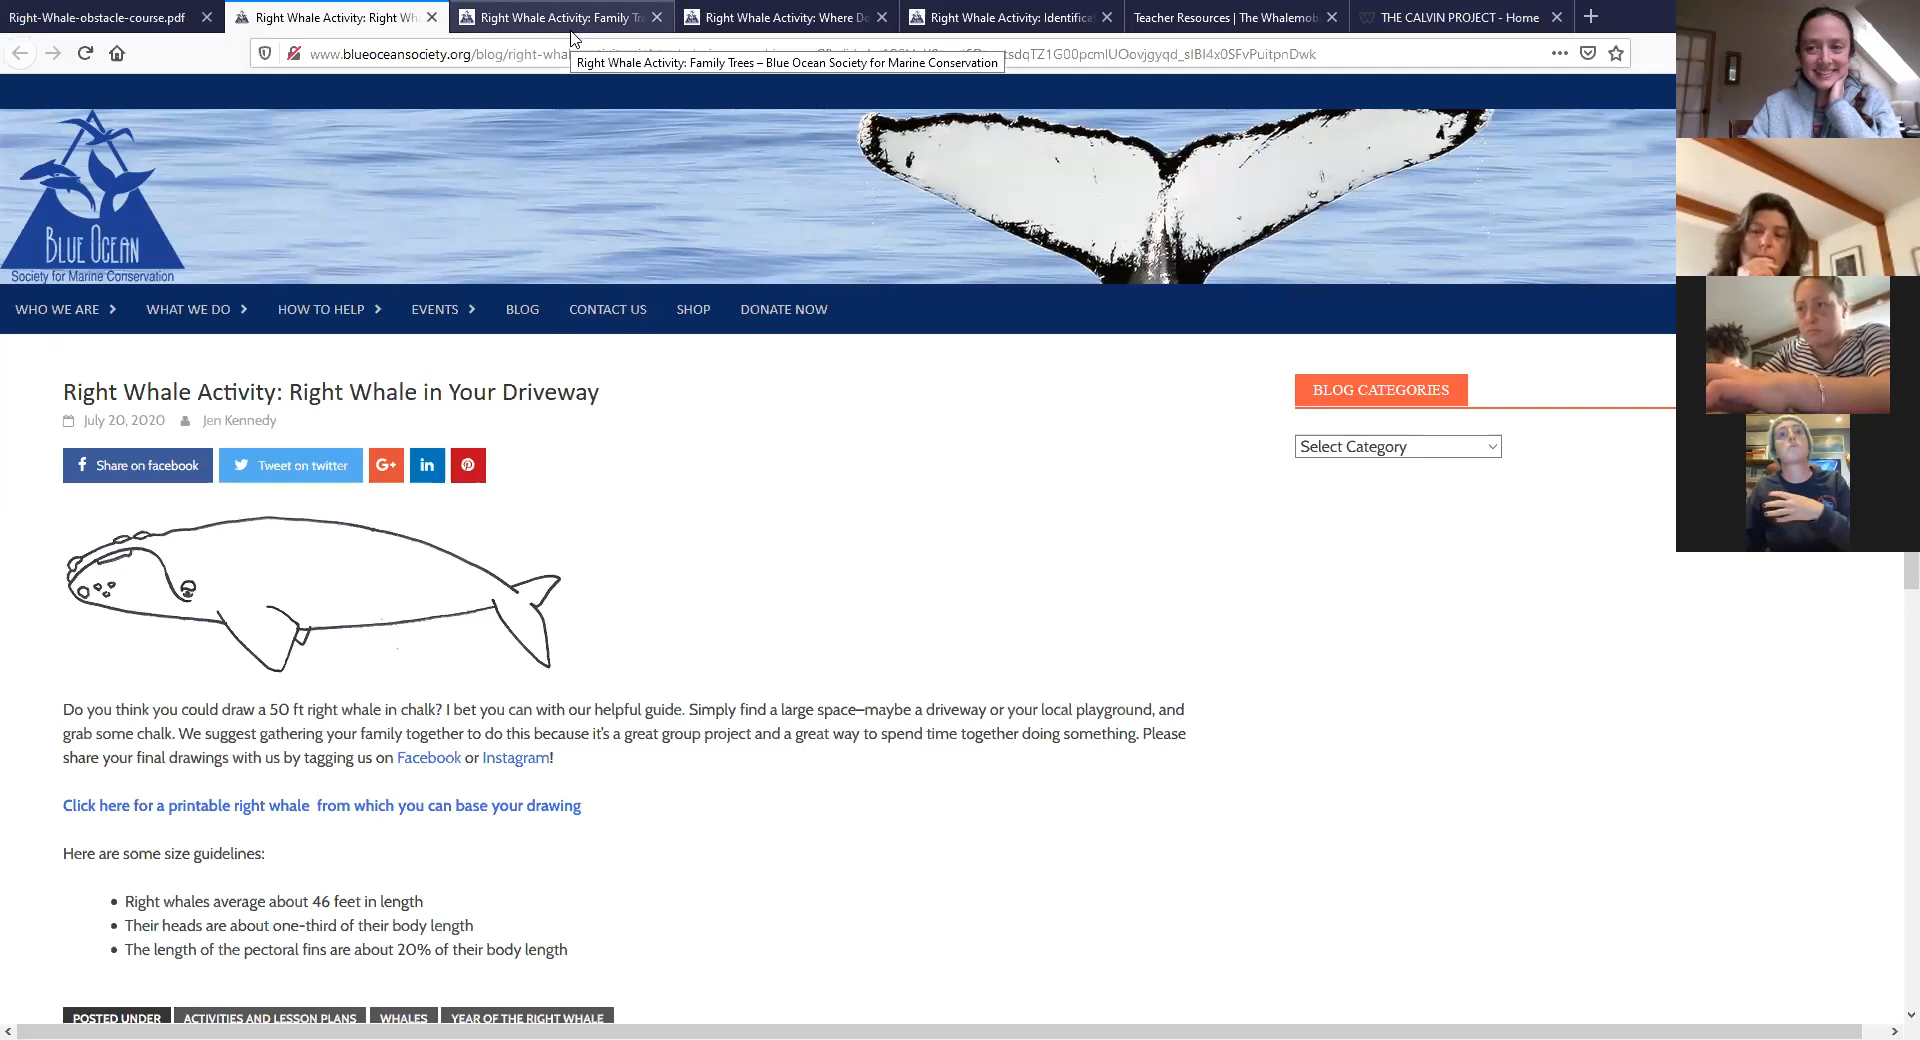 Right-Whale-obstacle-course.pdf
Right Whale Activity: Right Wh
Right Whale Activity: Family Tr
Right Whale Activity: Where Do
Right Whale Activity: Identifica
Teacher Resources | The Whalemob
THE CALVIN PROJECT - Home
www.blueoceansociety.org/blog/right-wha
Right Whale Activity: Family Trees – Blue Ocean Society for Marine Conservation
BLUE OCEAN
Society for Marine Conservation
WHO WE ARE
WHAT WE DO
HOW TO HELP
EVENTS
BLOG
CONTACT US
SHOP
DONATE NOW
Right Whale Activity: Right Whale in Your Driveway
July 20, 2020 Jen Kennedy
Share on facebook
Tweet on twitter
G+
in
BLOG CATEGORIES
Select Category
Do you think you could draw a 50 ft right whale in chalk? I bet you can with our helpful guide. Simply find a large space—maybe a driveway or your local playground, and
grab some chalk. We suggest gathering your family together to do this because it's a great group project and a great way to spend time together doing something. Please
share your final drawings with us by tagging us on Facebook or Instagram!
Click here for a printable right whale from which you can base your drawing
Here are some size guidelines:
Right whales average about 46 feet in length
Their heads are about one-third of their body length
The length of the pectoral fins are about 20% of their body length
POSTED UNDER
ACTIVITIES AND LESSON PLANS
WHALES
YEAR OF THE RIGHT WHALE